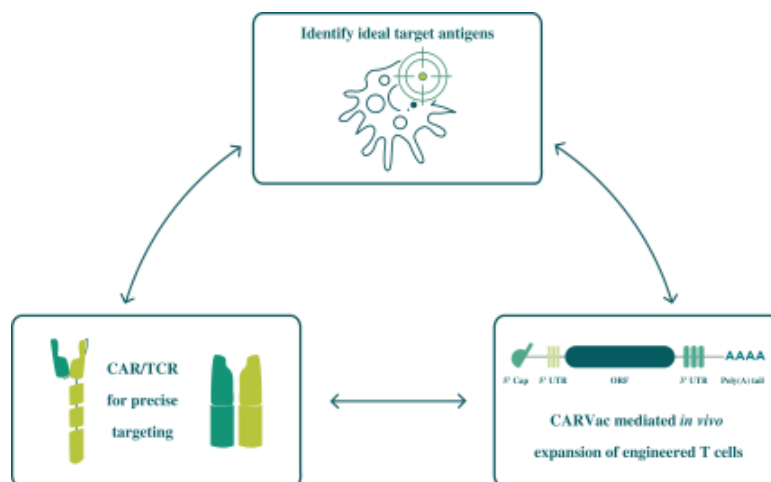 Identify ideal target antigens
CAR/TCR
for precise
targeting
5' Cap 5' UTR ORF 3' UTR Poly(A) tail
AAAA
CARVac mediated in vivo
expansion of engineered T cells